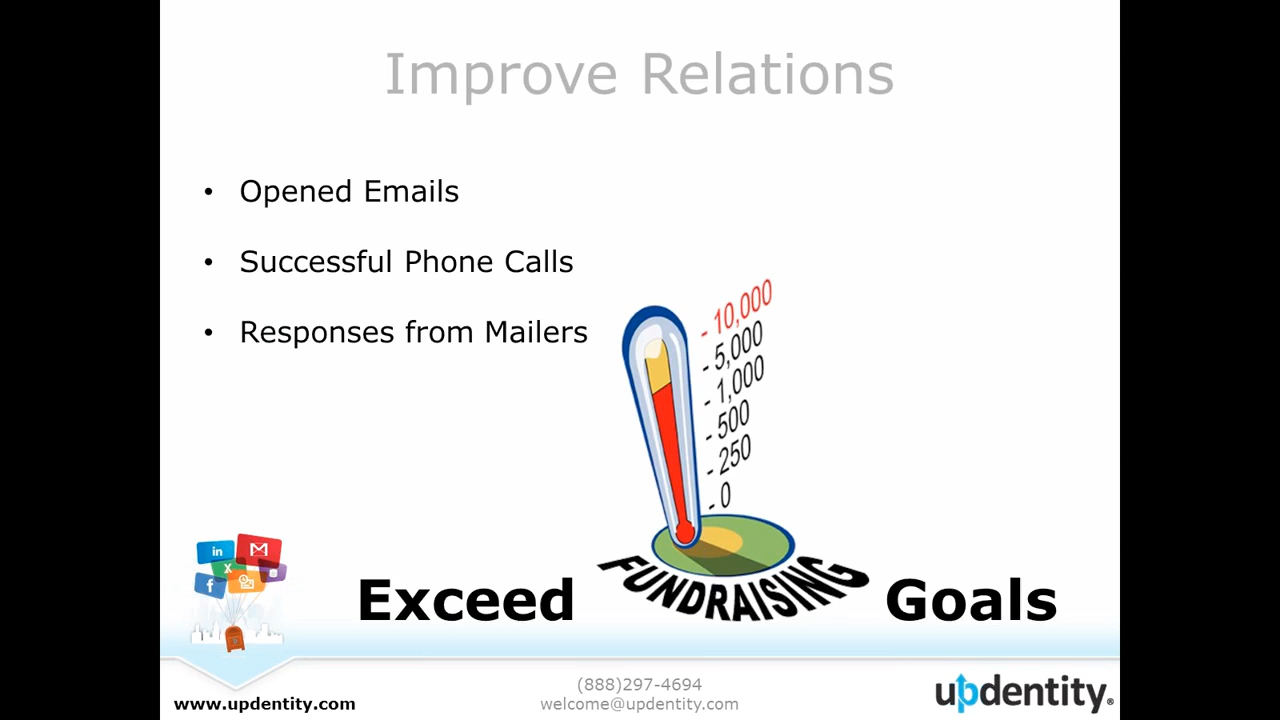 Improve Relations
• Opened Emails
• Successful Phone Calls
• Responses from Mailers
- 10,000
- 5,000
- 1,000
- 500
- 250
- 0
in
X
f
Exceed FUNDRAISING Goals
(888)297-4694
www.updentity.com
welcome@updentity.com
updentity®